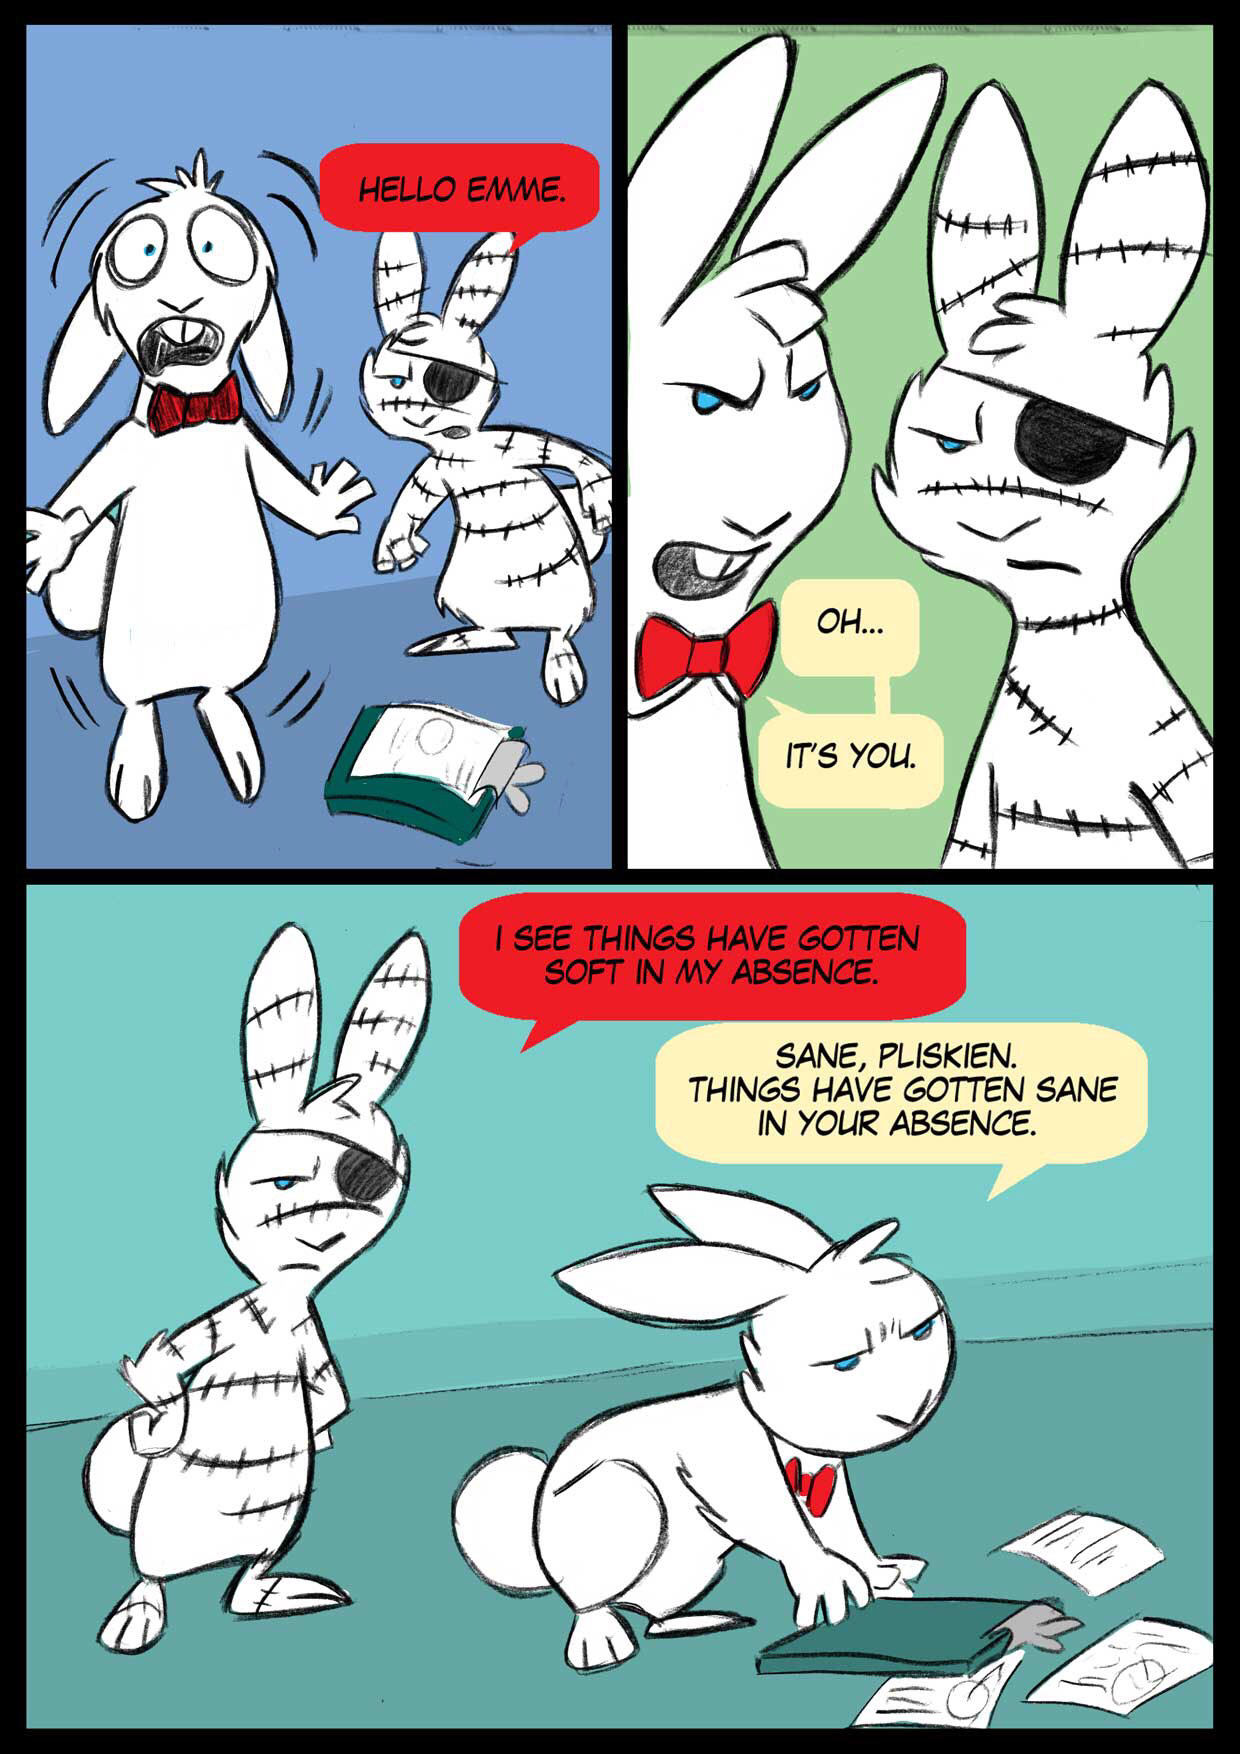 HELLO EMME.
OH...
IT'S YOU.
I SEE THINGS HAVE GOTTEN
SOFT IN MY ABSENCE.
SANE, PLISKIEN.
THINGS HAVE GOTTEN SANE
IN YOUR ABSENCE.